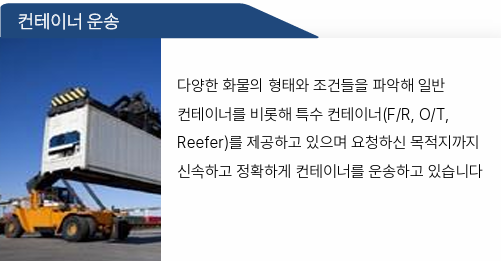 컨테이너 운송
다양한 화물의 형태와 조건들을 파악해 일반
컨테이너를 비롯해 특수 컨테이너(F/R, O/T,
Reefer)를 제공하고 있으며 요청하신 목적지까지
신속하고 정확하게 컨테이너를 운송하고 있습니다